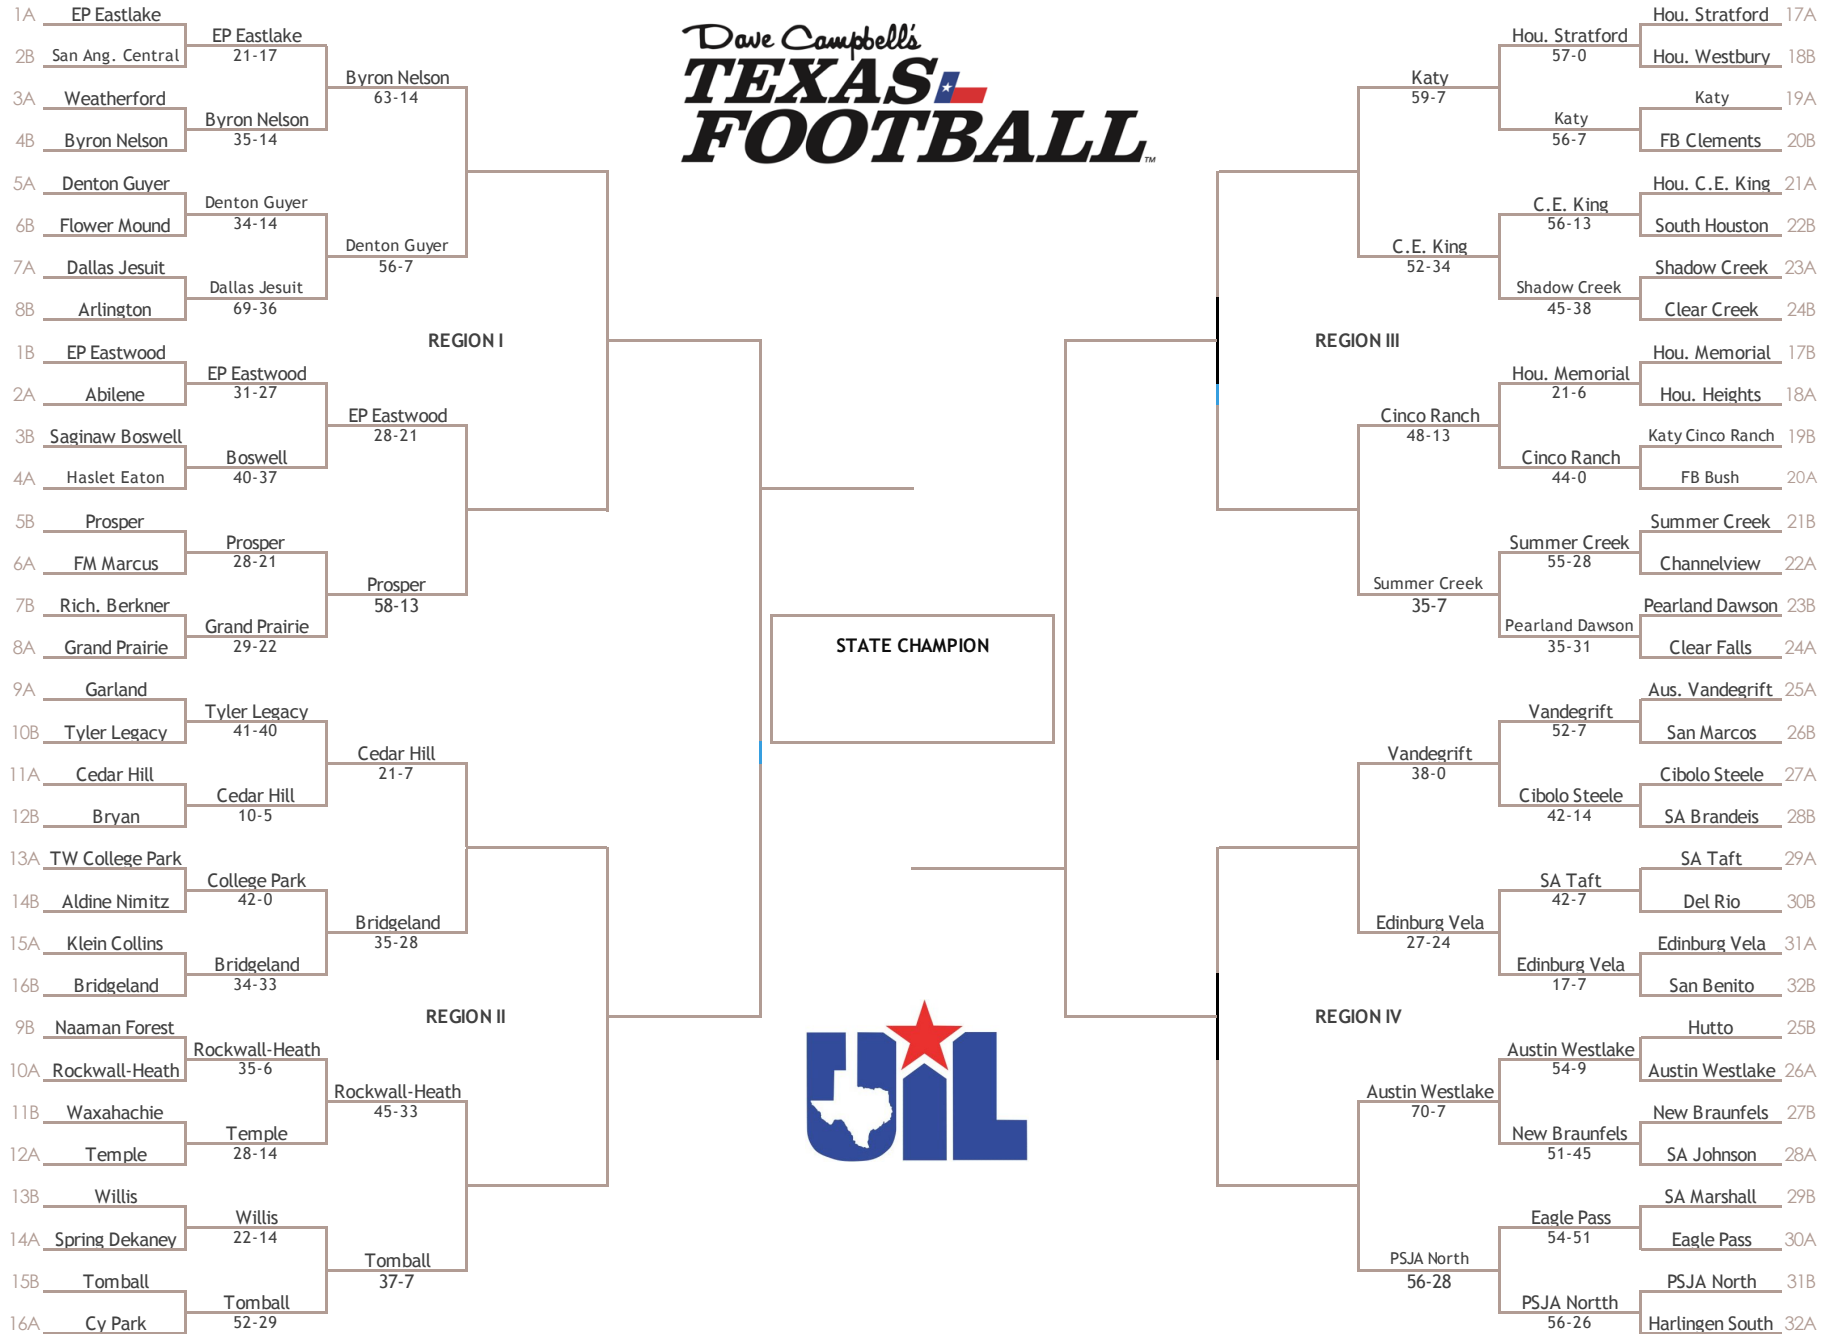 Dave Campbell's
TEXAS
FOOTBALL™
1A EP Eastlake
2B San Ang. Central
3A Weatherford
4B Byron Nelson
5A Denton Guyer
6B Flower Mound
7A Dallas Jesuit
8B Arlington
1B EP Eastwood
2A Abilene
3B Saginaw Boswell
4A Haslet Eaton
5B Prosper
6A FM Marcus
7B Rich. Berkner
8A Grand Prairie
9A Garland
10B Tyler Legacy
11A Cedar Hill
12B Bryan
13A TW College Park
14B Aldine Nimitz
15A Klein Collins
16B Bridgeland
9B Naaman Forest
10A Rockwall-Heath
11B Waxahachie
12A Temple
13B Willis
14A Spring Dekaney
15B Tomball
16A Cy Park
EP Eastlake
21-17
Byron Nelson
35-14
Denton Guyer
34-14
Dallas Jesuit
69-36
EP Eastwood
31-27
Boswell
40-37
Prosper
28-21
Grand Prairie
29-22
Tyler Legacy
41-40
Cedar Hill
10-5
College Park
42-0
Bridgeland
34-33
Rockwall-Heath
35-6
Temple
28-14
Willis
22-14
Tomball
52-29
Byron Nelson
63-14
Denton Guyer
56-7
EP Eastwood
28-21
Prosper
58-13
Cedar Hill
21-7
Bridgeland
35-28
Rockwall-Heath
45-33
Tomball
37-7
REGION I
REGION II
STATE CHAMPION
UIL
REGION III
REGION IV
Katy
59-7
C.E. King
52-34
Cinco Ranch
48-13
Summer Creek
35-7
Vandegrift
38-0
Edinburg Vela
27-24
Austin Westlake
70-7
PSJA North
56-28
Hou. Stratford
57-0
Katy
56-7
C.E. King
56-13
Shadow Creek
45-38
Hou. Memorial
21-6
Cinco Ranch
44-0
Summer Creek
55-28
Pearland Dawson
35-31
Vandegrift
52-7
Cibolo Steele
42-14
SA Taft
42-7
Edinburg Vela
17-7
Austin Westlake
54-9
New Braunfels
51-45
Eagle Pass
54-51
PSJA Nortth
56-26
Hou. Stratford 17A
Hou. Westbury 18B
Katy 19A
FB Clements 20B
Hou. C.E. King 21A
South Houston 22B
Shadow Creek 23A
Clear Creek 24B
Hou. Memorial 17B
Hou. Heights 18A
Katy Cinco Ranch 19B
FB Bush 20A
Summer Creek 21B
Channelview 22A
Pearland Dawson 23B
Clear Falls 24A
Aus. Vandegrift 25A
San Marcos 26B
Cibolo Steele 27A
SA Brandeis 28B
SA Taft 29A
Del Rio 30B
Edinburg Vela 31A
San Benito 32B
Hutto 25B
Austin Westlake 26A
New Braunfels 27B
SA Johnson 28A
SA Marshall 29B
Eagle Pass 30A
PSJA North 31B
Harlingen South 32A